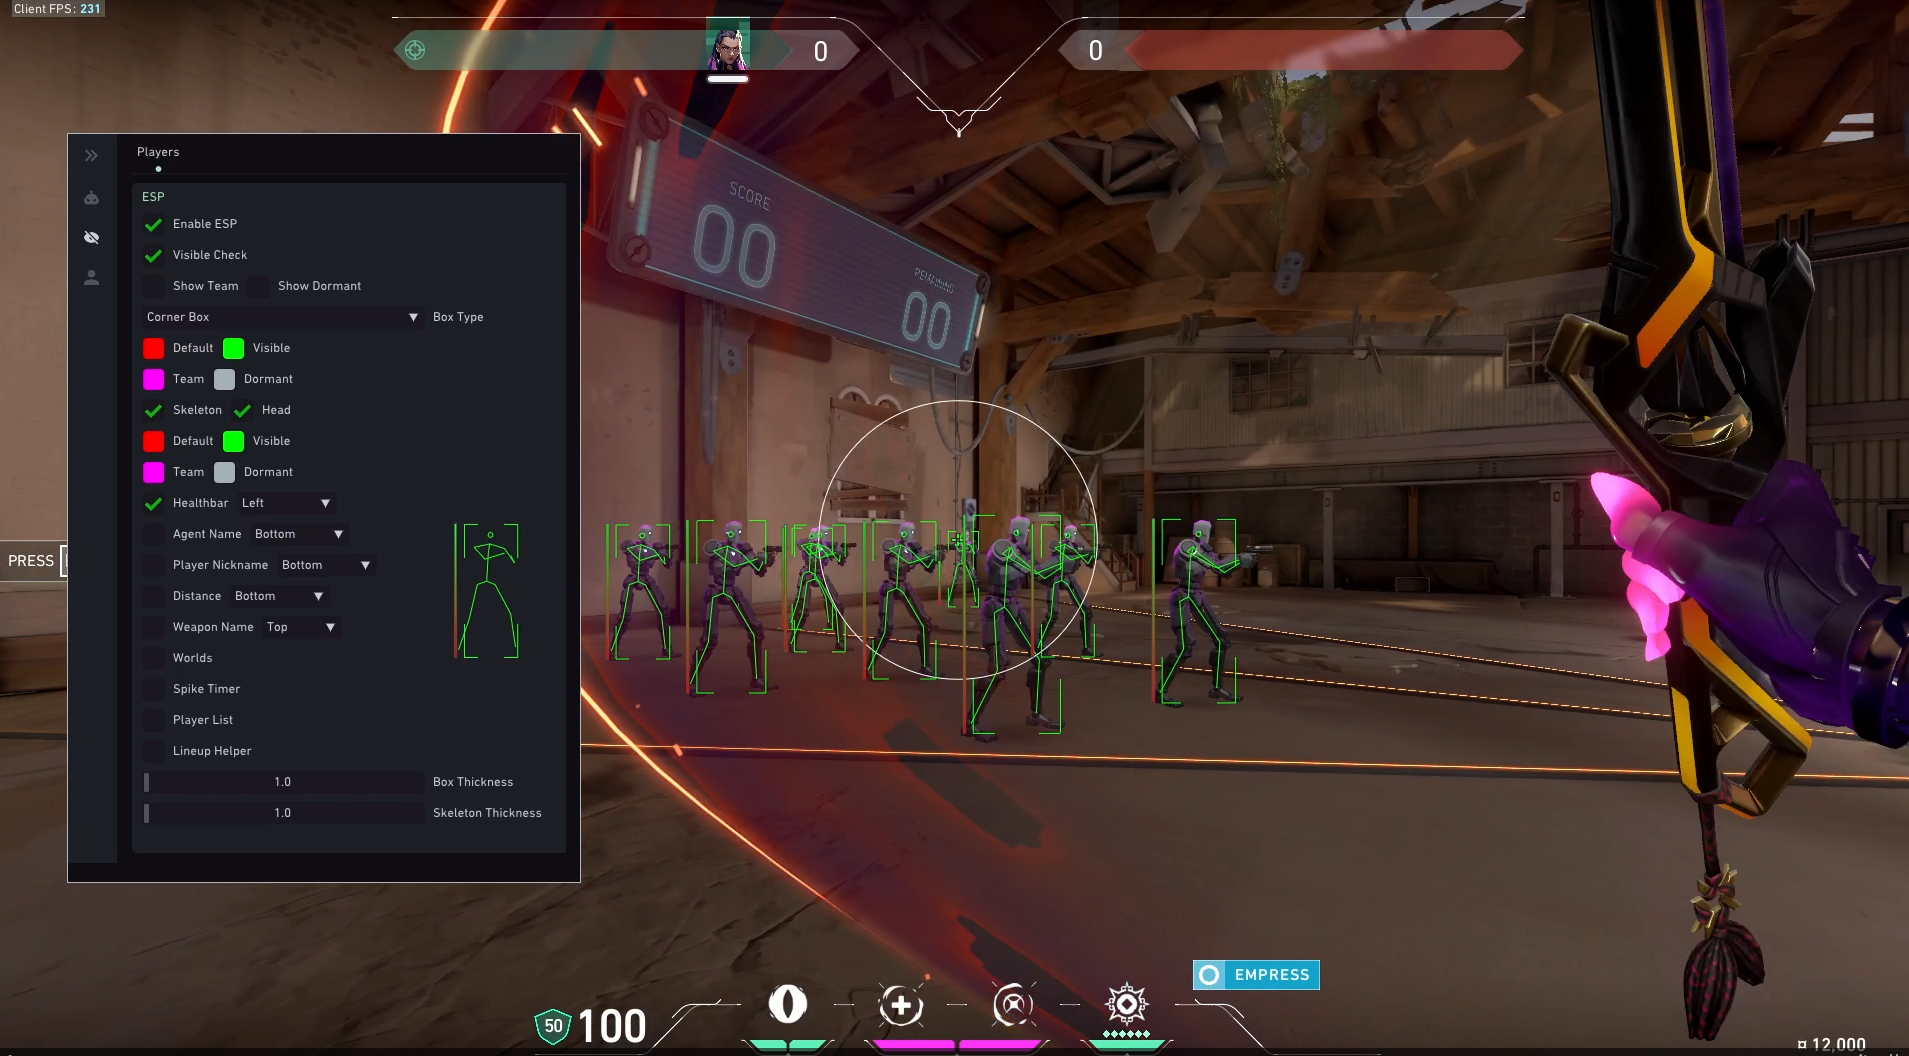 Client FPS: 231
0
0
SCORE
00
REMAINING
00
Players
ESP
Enable ESP
Visible Check
Show Team Show Dormant
Corner Box Box Type
Default Visible
Team Dormant
Skeleton Head
Default Visible
Team Dormant
Healthbar Left
Agent Name Bottom
Player Nickname Bottom
Distance Bottom
Weapon Name Top
Worlds
Spike Timer
Player List
Lineup Helper
1.0 Box Thickness
1.0 Skeleton Thickness
PRESS
EMPRESS
50 100
¤ 12,000